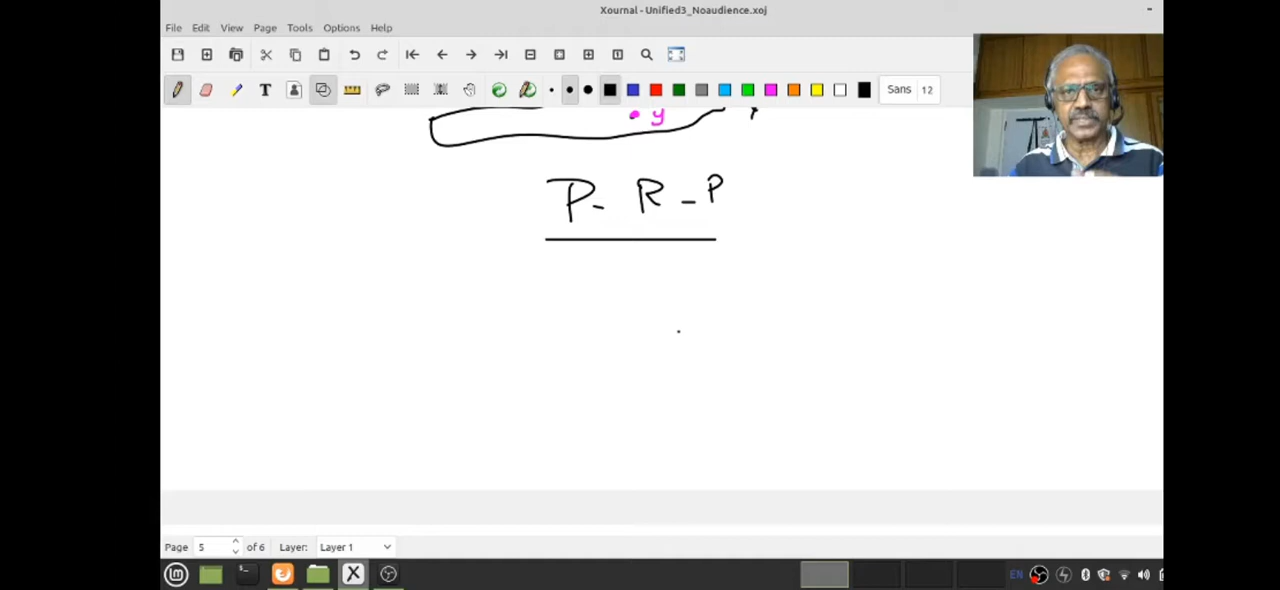 Xournal - Unified3_Noaudience.xoj
File Edit View Page Tools Options Help
T Sans 12
y
P - R - P
Page 5 of 6 Layer: Layer 1
$_ X EN